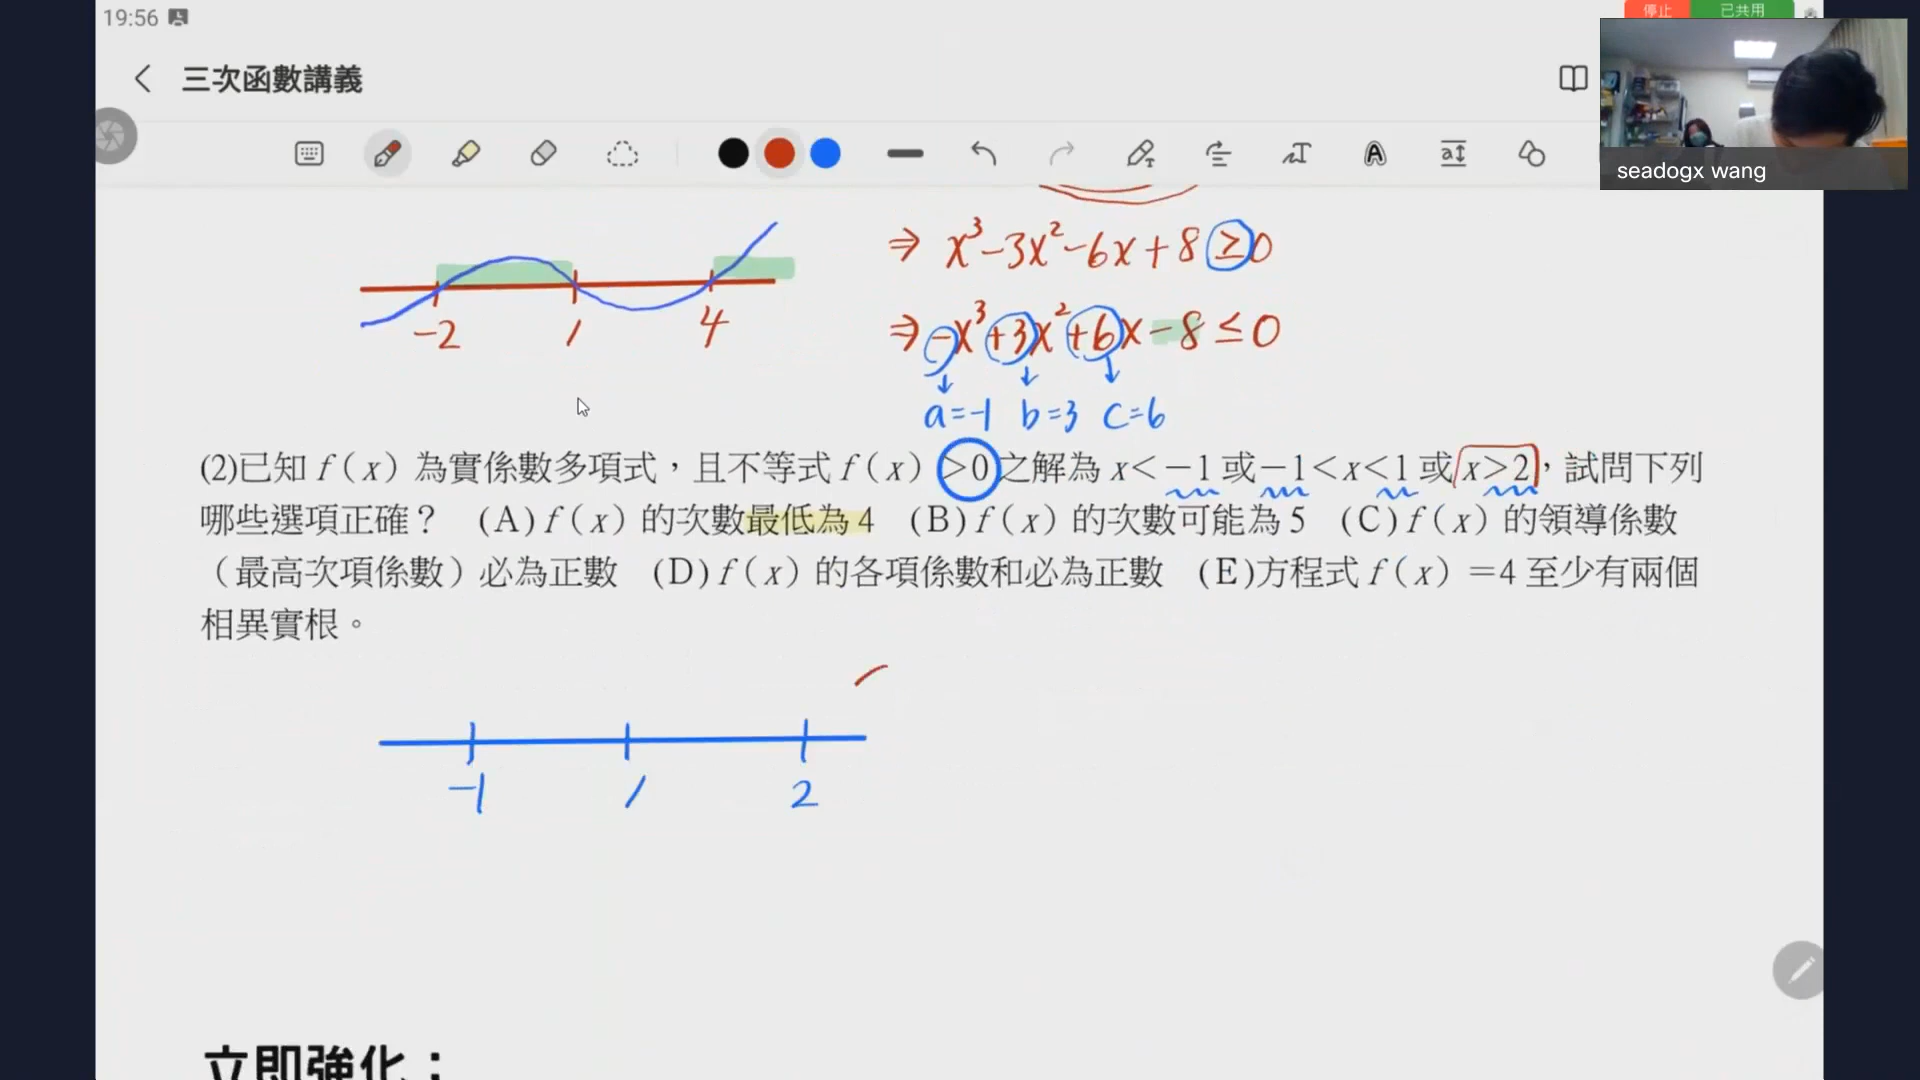 19:56
停止 已共用
三次函數講義
seadogx wang
⇒ x³-3x²-6x+8≥0
⇒ -x³+3x²+6x-8≤0
-2 1 4
a=-1 b=3 c=6
(2)已知 f(x) 為實係數多項式,且不等式 f(x) >0 之解為 x<-1 或 -1<x<1 或 x>2,試問下列
哪些選項正確? (A) f(x) 的次數最低為 4 (B) f(x) 的次數可能為 5 (C) f(x) 的領導係數
(最高次項係數)必為正數 (D) f(x) 的各項係數和必為正數 (E)方程式 f(x) =4 至少有兩個
相異實根。
-1 1 2
立即強化: